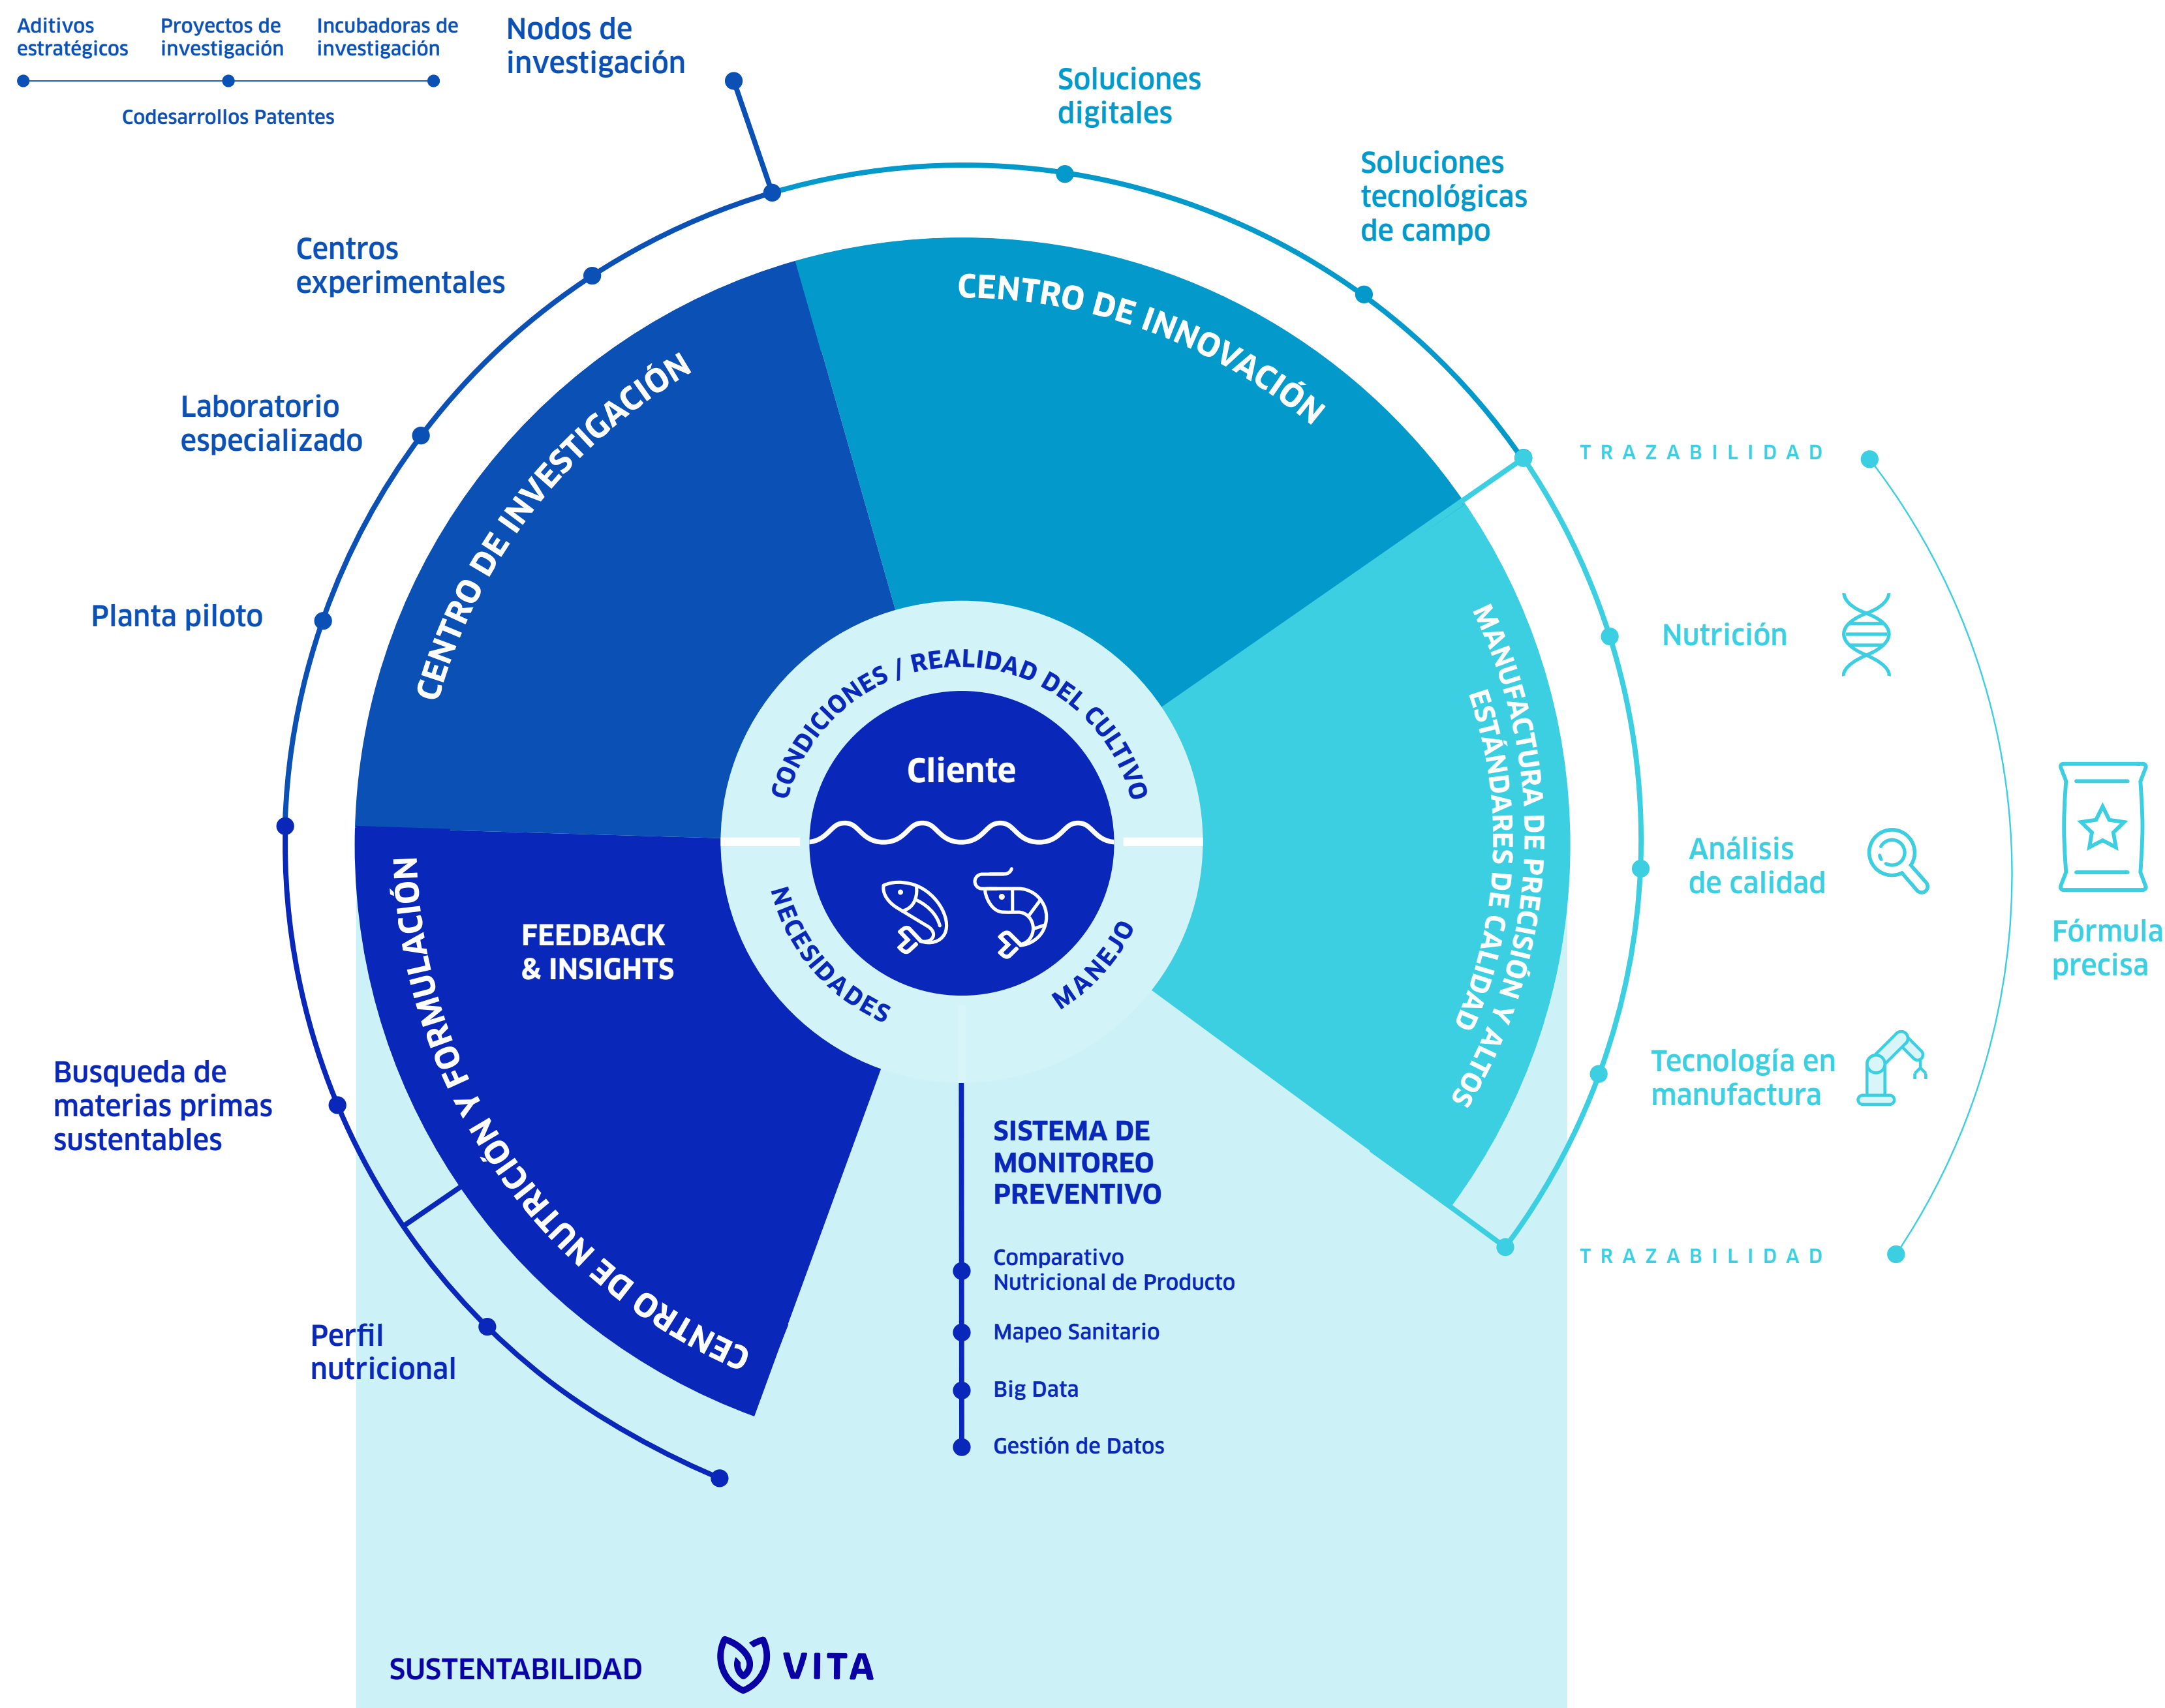 Aditivos
estratégicos
Proyectos de
investigación
Incubadoras de
investigación
Codesarrollos Patentes
Nodos de
investigación
Soluciones
digitales
Soluciones
tecnológicas
de campo
Centros
experimentales
Laboratorio
especializado
Planta piloto
Busqueda de
materias primas
sustentables
Perfil
nutricional
CENTRO DE INVESTIGACIÓN
CENTRO DE INNOVACIÓN
MANUFACTURA DE PRECISIÓN Y ALTOS
ESTÁNDARES DE CALIDAD
CENTRO DE NUTRICIÓN Y FORMULACIÓN
FEEDBACK
& INSIGHTS
CONDICIONES / REALIDAD DEL CULTIVO
Cliente
NECESIDADES
MANEJO
SISTEMA DE
MONITOREO
PREVENTIVO
Comparativo
Nutricional de Producto
Mapeo Sanitario
Big Data
Gestión de Datos
TRAZABILIDAD
Nutrición
Análisis
de calidad
Tecnología en
manufactura
TRAZABILIDAD
Fórmula
precisa
SUSTENTABILIDAD
VITA